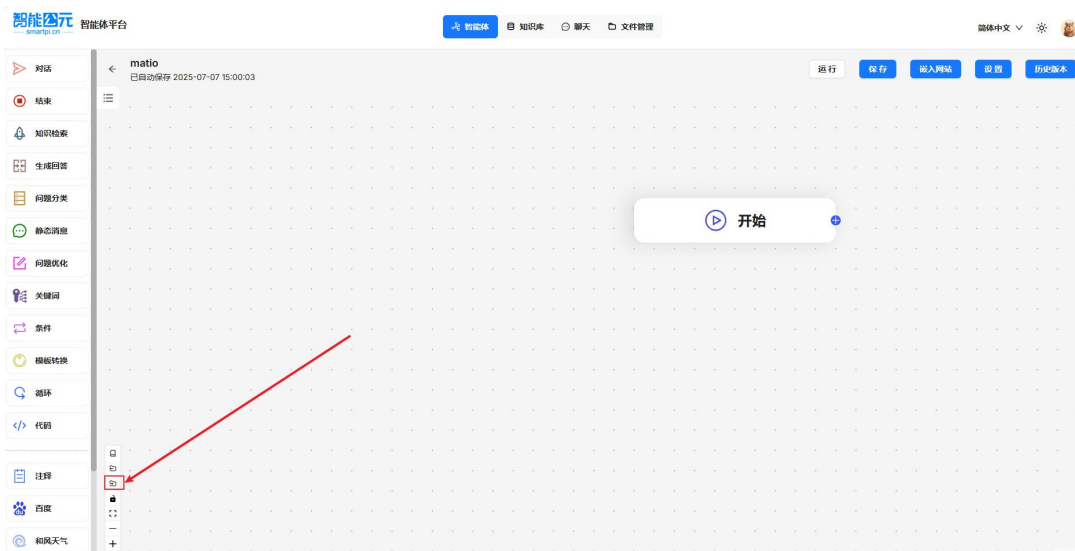 智能公元 智能体平台
smartpi.cn
智能体 知识库 聊天 文件管理
简体中文
matio
已自动保存 2025-07-07 15:00:03
运行 保存 嵌入网站 设置 历史版本
对话
结束
知识检索
生成回答
问题分类
静态消息
问题优化
关键词
条件
模板转换
循环
代码
注释
百度
和风天气
开始